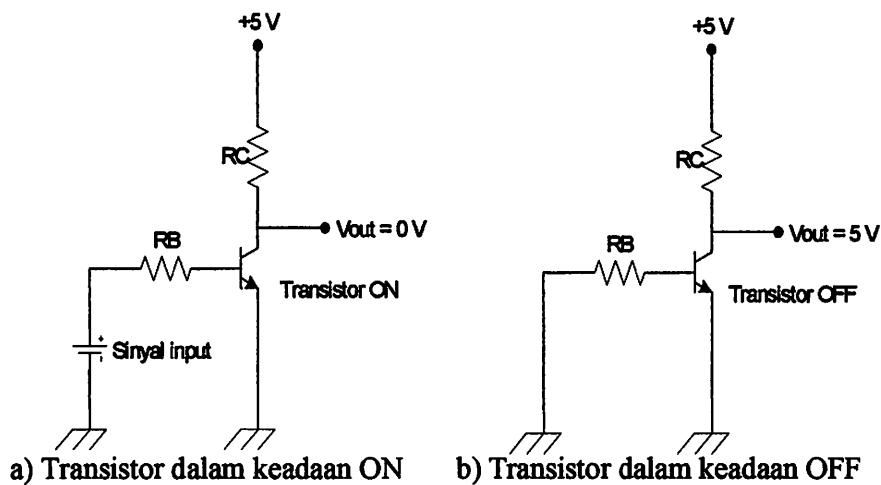 +5 V
RC
Vout = 0 V
RB
Transistor ON
+
-
Sinyal input
a) Transistor dalam keadaan ON
+5 V
RC
Vout = 5 V
RB
Transistor OFF
b) Transistor dalam keadaan OFF